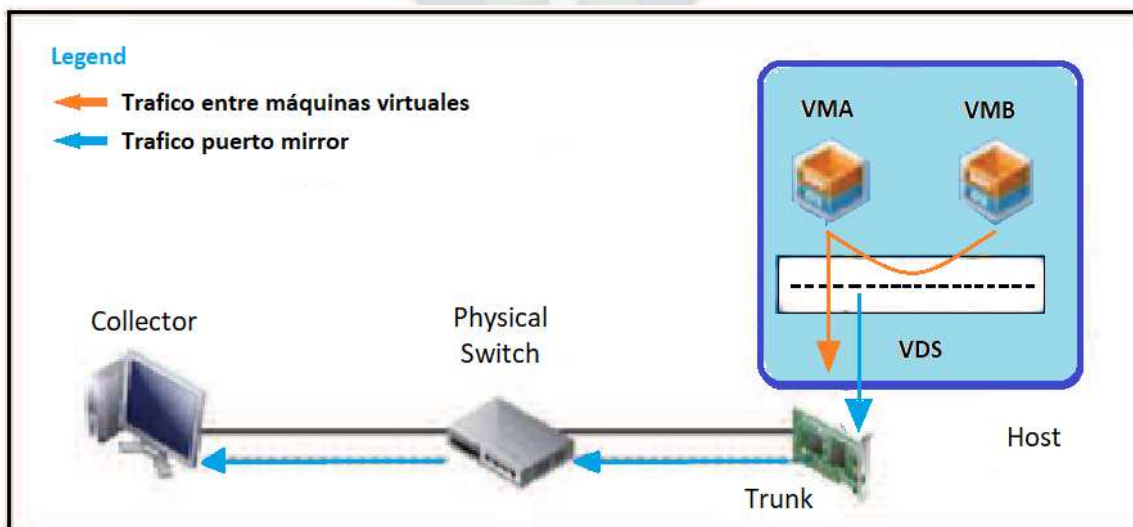 Legend
Trafico entre máquinas virtuales
Trafico puerto mirror
VMA
VMB
VDS
Host
Collector
Physical
Switch
Trunk